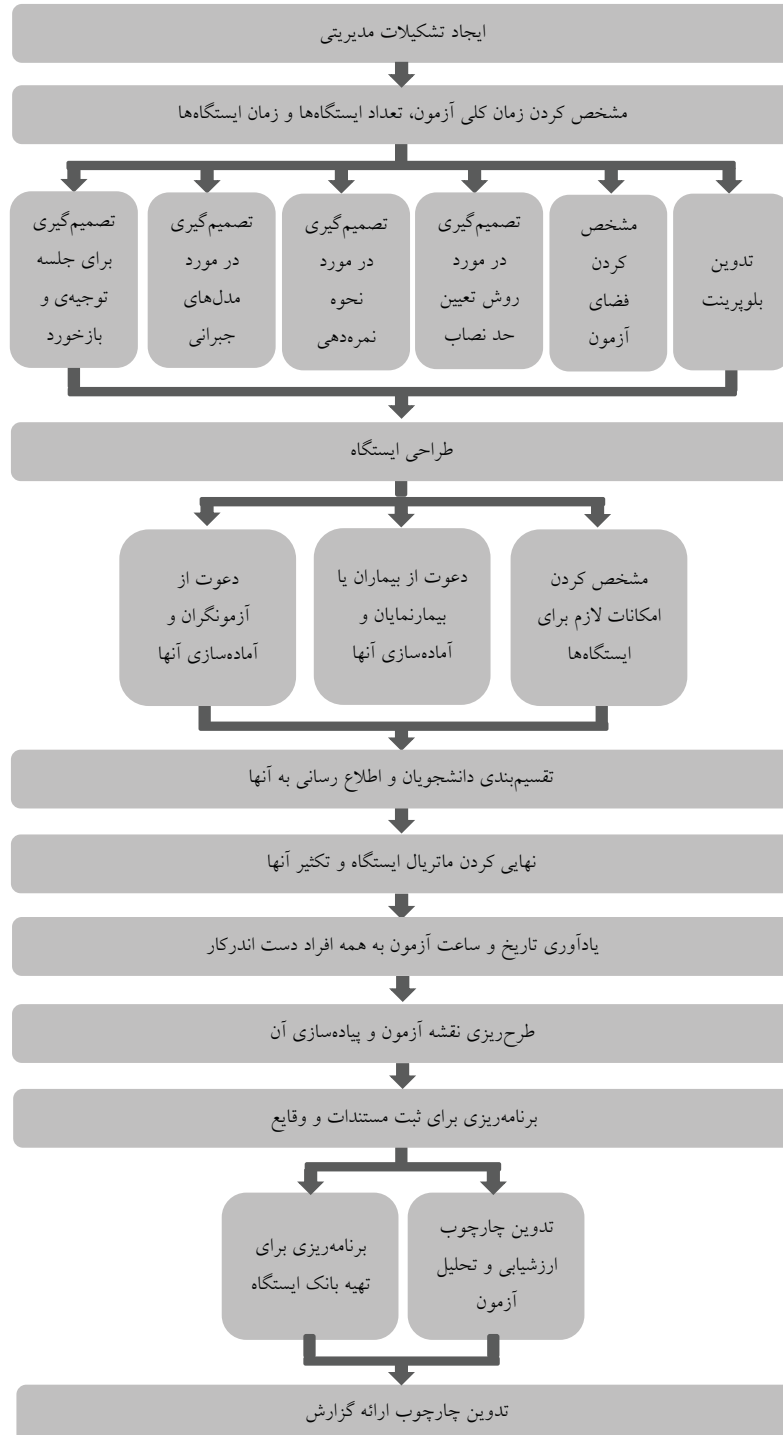 ایجاد تشکیلات مدیریتی
مشخص کردن زمان کلی آزمون، تعداد ایستگاه‌ها و زمان ایستگاه‌ها
تدوین
بلوپرینت
مشخص
کردن
فضای
آزمون
تصمیم‌گیری
در مورد
روش تعیین
حد نصاب
تصمیم‌گیری
در مورد
نحوه
نمره‌دهی
تصمیم‌گیری
در مورد
مدل‌های
جبرانی
تصمیم‌گیری
برای جلسه
توجیه‌ی و
بازخورد
طراحی ایستگاه
مشخص کردن
امکانات لازم برای
ایستگاه‌ها
دعوت از بیماران یا
بیمارنمایان و
آماده‌سازی آنها
دعوت از
آزمونگران و
آماده‌سازی آنها
تقسیم‌بندی دانشجویان و اطلاع رسانی به آنها
نهایی کردن ماتریال ایستگاه و تکثیر آنها
یادآوری تاریخ و ساعت آزمون به همه افراد دست اندرکار
طرح‌ریزی نقشه آزمون و پیاده‌سازی آن
برنامه‌ریزی برای ثبت مستندات و وقایع
تدوین چارچوب
ارزشیابی و تحلیل
آزمون
برنامه‌ریزی برای
تهیه بانک ایستگاه
تدوین چارچوب ارائه گزارش